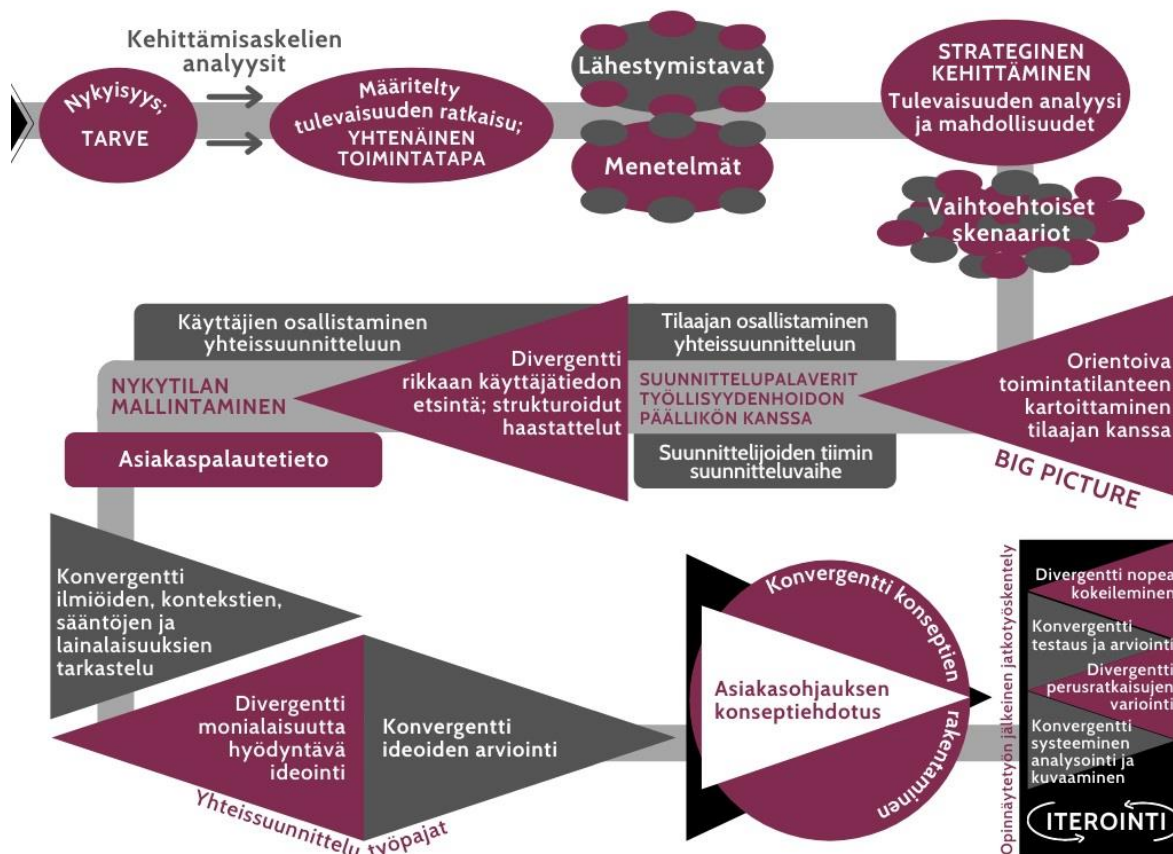 Kehittämisaskelien
analyysit
Nykyisyys;
TARVE
Määritelty
tulevaisuuden ratkaisu;
YHTENÄINEN
TOIMINTATAPA
Lähestymistavat
Menetelmät
STRATEGINEN
KEHITTÄMINEN
Tulevaisuuden analyysi
ja mahdollisuudet
Vaihtoehtoiset
skenaariot
Orientoiva
toimintatilanteen
kartoittaminen
tilaajan kanssa
BIG PICTURE
Tilaajan osallistaminen
yhteissuunnitteluun
SUUNNITTELUPALAVERIT
TYÖLLISYYDENHOIDON
PÄÄLLIKÖN KANSSA
Suunnittelijoiden tiimin
suunnitteluvaihe
Käyttäjien osallistaminen
yhteissuunnitteluun
Divergentti
rikkaan käyttäjätiedon
etsintä; strukturoidut
haastattelut
NYKYTILAN
MALLINTAMINEN
Asiakaspalautetieto
Konvergentti
ilmiöiden, kontekstien,
sääntöjen ja
lainalaisuuksien
tarkastelu
Divergentti
monialaisuutta
hyödyntävä
ideointi
Konvergentti
ideoiden arviointi
Yhteissuunnittelu työpajat
Konvergentti konseptien
rakentaminen
Asiakasohjauksen
konseptiehdotus
Opinnäytetyön jälkeinen jatkotyöskentely
Divergentti nopea
kokeileminen
Konvergentti
testaus ja arviointi
Divergentti
perusratkaisujen
variointi
Konvergentti
systeeminen
analysointi ja
kuvaaminen
ITEROINTI